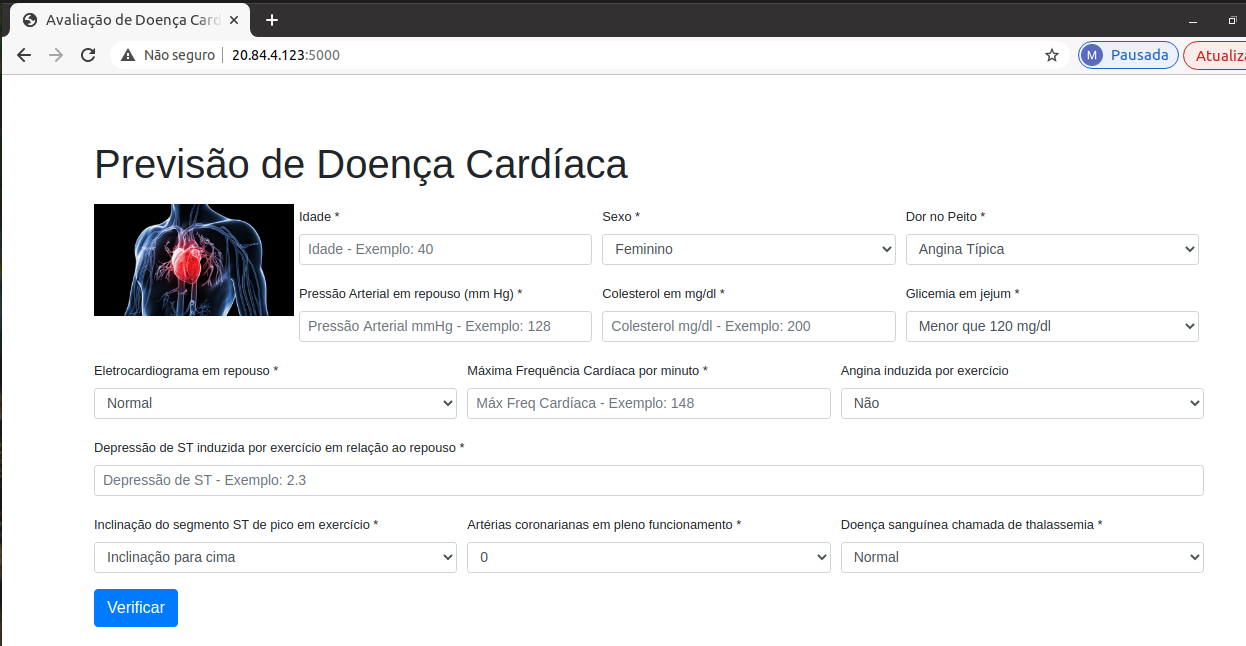 Avaliação de Doença Card
Não seguro 20.84.4.123:5000 M Pausada Atualiza
Previsão de Doença Cardíaca
Idade * Sexo * Dor no Peito *
Idade - Exemplo: 40 Feminino Angina Típica
Pressão Arterial em repouso (mm Hg) * Colesterol em mg/dl * Glicemia em jejum *
Pressão Arterial mmHg - Exemplo: 128 Colesterol mg/dl - Exemplo: 200 Menor que 120 mg/dl
Eletrocardiograma em repouso * Máxima Frequência Cardíaca por minuto * Angina induzida por exercício
Normal Máx Freq Cardíaca - Exemplo: 148 Não
Depressão de ST induzida por exercício em relação ao repouso *
Depressão de ST - Exemplo: 2.3
Inclinação do segmento ST de pico em exercício * Artérias coronarianas em pleno funcionamento * Doença sanguínea chamada de thalassemia *
Inclinação para cima 0 Normal
Verificar